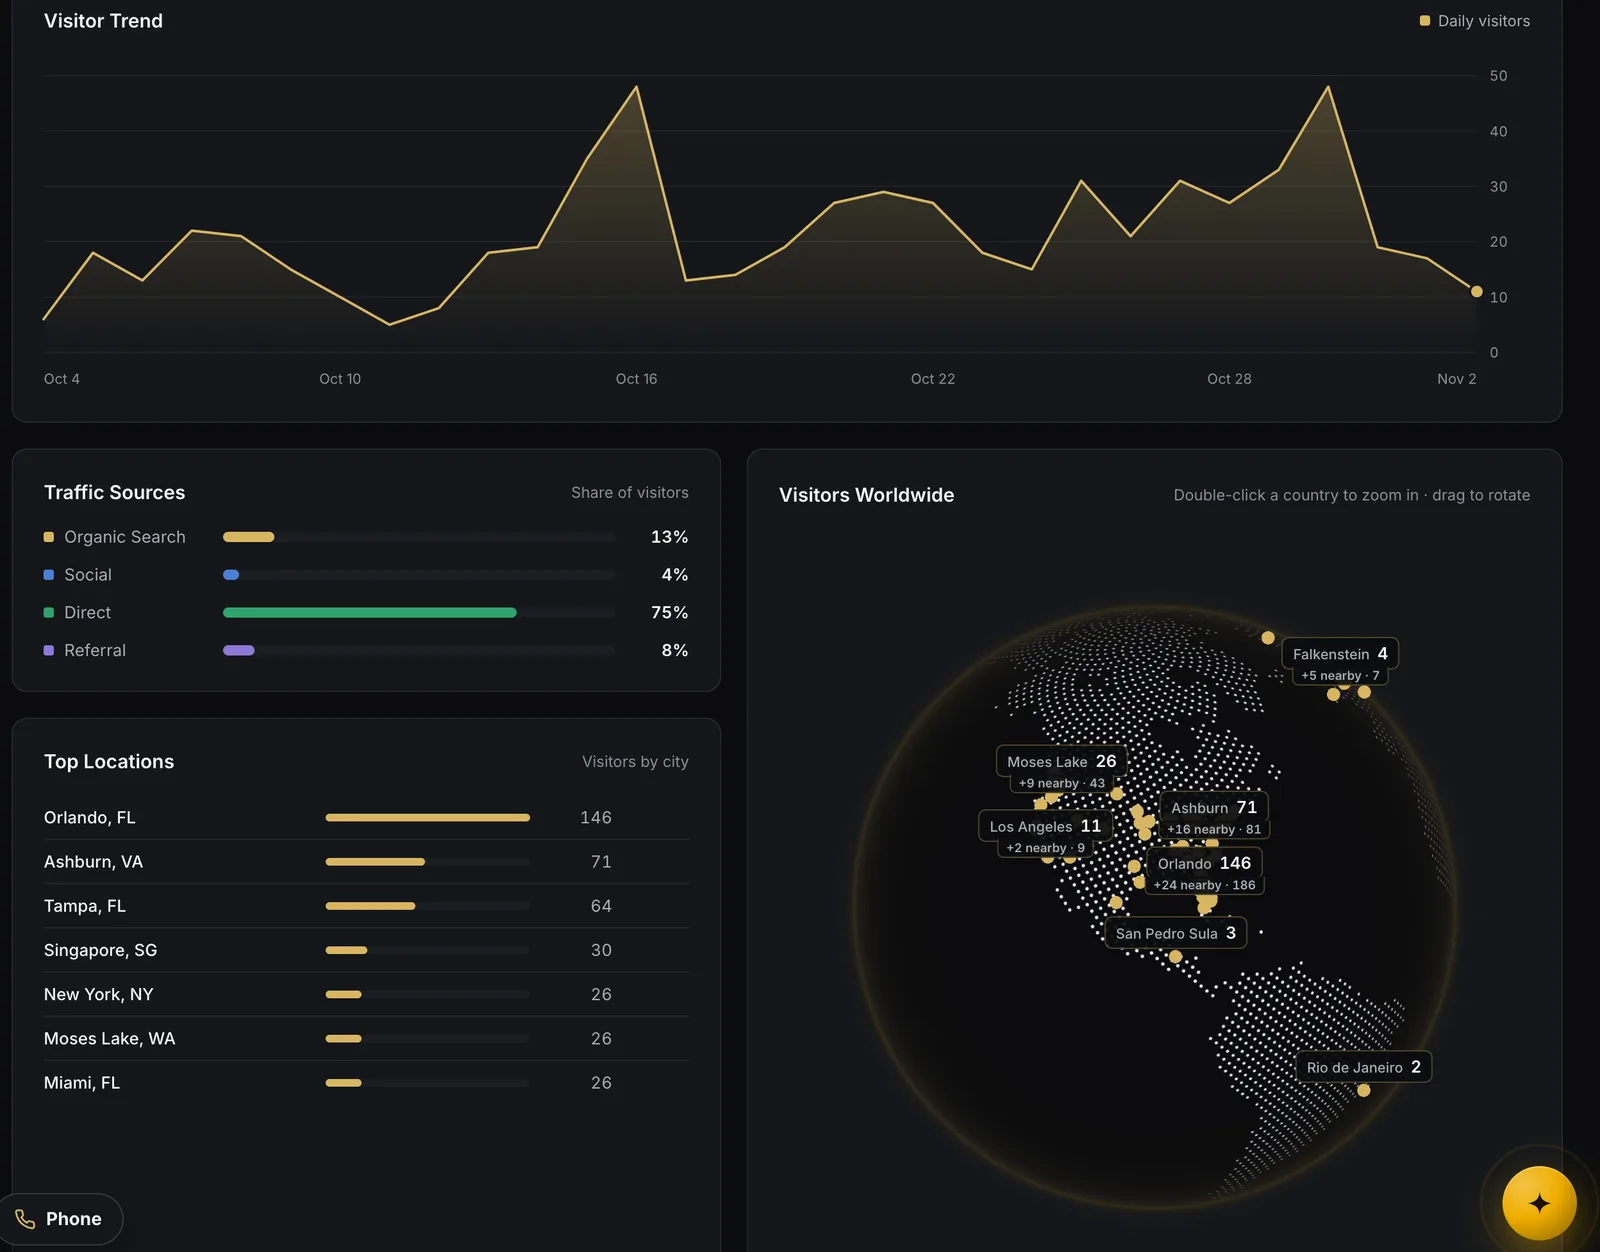 Visitor Trend
Daily visitors
50
40
30
20
10
0
Oct 4
Oct 10
Oct 16
Oct 22
Oct 28
Nov 2
Traffic Sources
Share of visitors
Organic Search 13%
Social 4%
Direct 75%
Referral 8%
Top Locations
Visitors by city
Orlando, FL 146
Ashburn, VA 71
Tampa, FL 64
Singapore, SG 30
New York, NY 26
Moses Lake, WA 26
Miami, FL 26
Phone
Visitors Worldwide
Double-click a country to zoom in · drag to rotate
Falkenstein 4
+5 nearby · 7
Moses Lake 26
+9 nearby · 43
Ashburn 71
+16 nearby · 81
Los Angeles 11
+2 nearby · 9
Orlando 146
+24 nearby · 186
San Pedro Sula 3
Rio de Janeiro 2